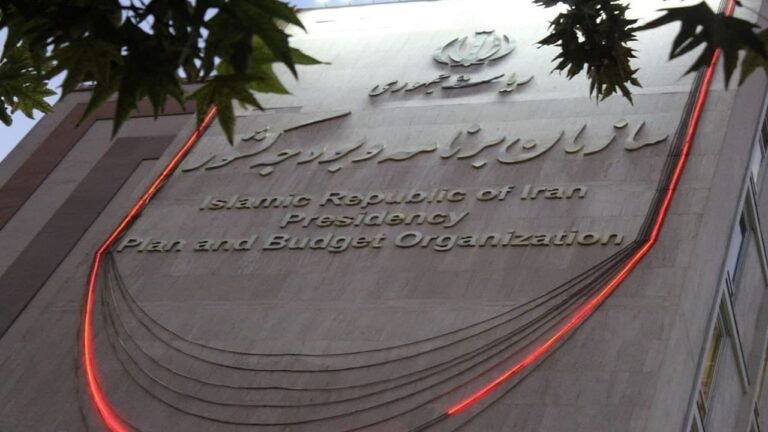 ریاست جمهوری
سازمان برنامه و بودجه کشور
Islamic Republic of Iran
Presidency
Plan and Budget Organization